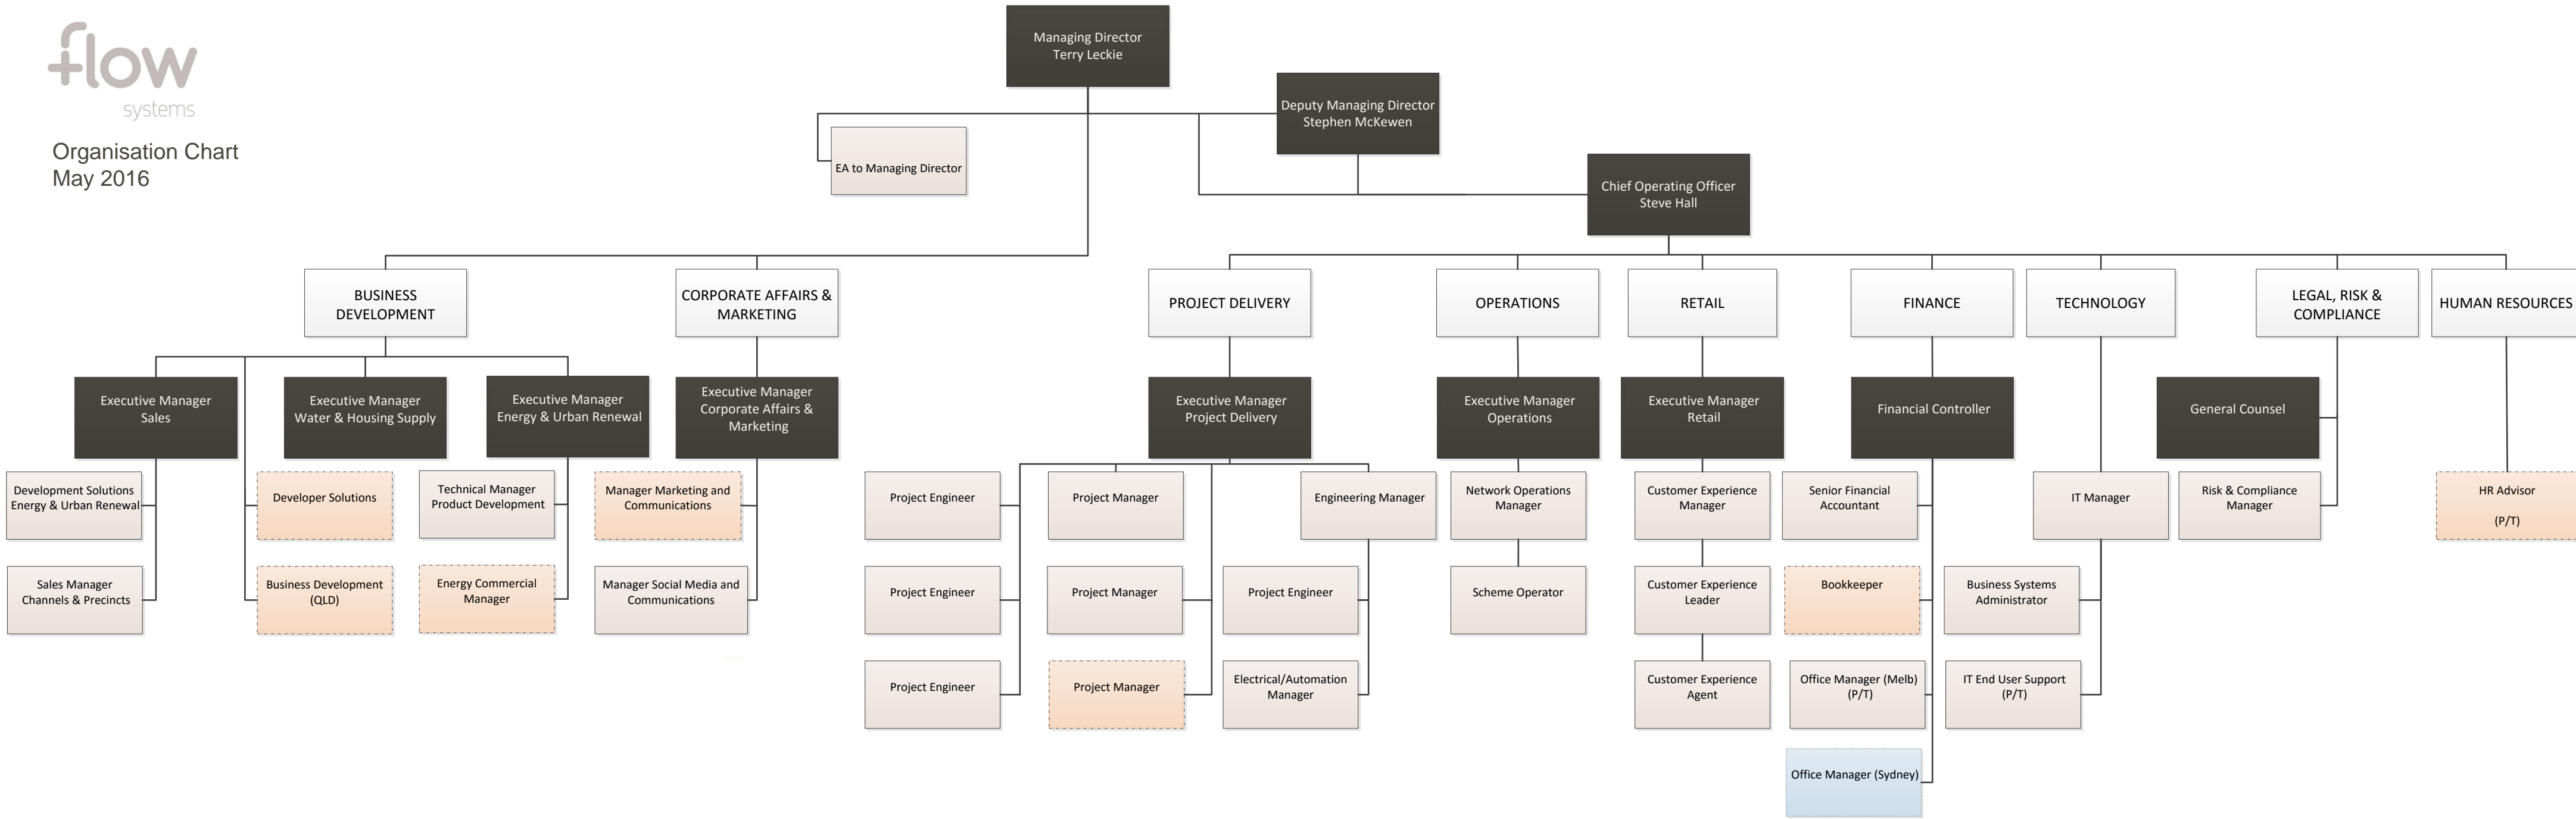 flow
systems
Organisation Chart
May 2016
Managing Director
Terry Leckie
Deputy Managing Director
Stephen McKewen
EA to Managing Director
Chief Operating Officer
Steve Hall
BUSINESS
DEVELOPMENT
CORPORATE AFFAIRS &
MARKETING
PROJECT DELIVERY
OPERATIONS
RETAIL
FINANCE
TECHNOLOGY
LEGAL, RISK &
COMPLIANCE
HUMAN RESOURCES
Executive Manager
Sales
Executive Manager
Water & Housing Supply
Executive Manager
Energy & Urban Renewal
Executive Manager
Corporate Affairs &
Marketing
Executive Manager
Project Delivery
Executive Manager
Operations
Executive Manager
Retail
Financial Controller
General Counsel
Development Solutions
Energy & Urban Renewal
Developer Solutions
Technical Manager
Product Development
Manager Marketing and
Communications
Project Engineer
Project Manager
Engineering Manager
Network Operations
Manager
Customer Experience
Manager
Senior Financial
Accountant
IT Manager
Risk & Compliance
Manager
HR Advisor
(P/T)
Sales Manager
Channels & Precincts
Business Development
(QLD)
Energy Commercial
Manager
Manager Social Media and
Communications
Project Engineer
Project Manager
Project Engineer
Scheme Operator
Customer Experience
Leader
Bookkeeper
Business Systems
Administrator
Project Engineer
Project Manager
Electrical/Automation
Manager
Customer Experience
Agent
Office Manager (Melb)
(P/T)
IT End User Support
(P/T)
Office Manager (Sydney)